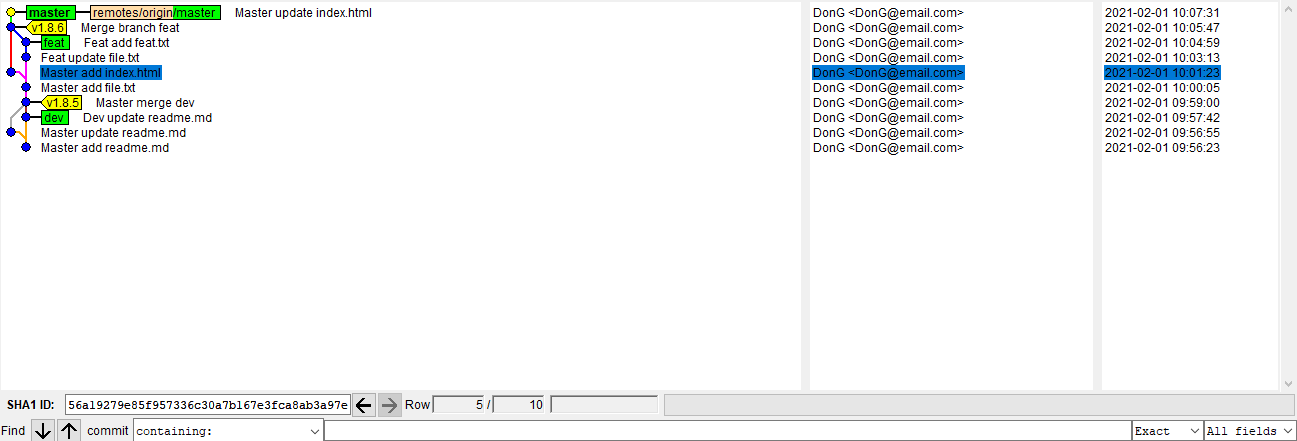 master remotes/origin/master Master update index.html DonG <DonG@email.com> 2021-02-01 10:07:31
v1.8.6 Merge branch feat DonG <DonG@email.com> 2021-02-01 10:05:47
feat Feat add feat.txt DonG <DonG@email.com> 2021-02-01 10:04:59
Feat update file.txt DonG <DonG@email.com> 2021-02-01 10:03:13
Master add index.html DonG <DonG@email.com> 2021-02-01 10:01:23
Master add file.txt DonG <DonG@email.com> 2021-02-01 10:00:05
v1.8.5 Master merge dev DonG <DonG@email.com> 2021-02-01 09:59:00
dev Dev update readme.md DonG <DonG@email.com> 2021-02-01 09:57:42
Master update readme.md DonG <DonG@email.com> 2021-02-01 09:56:55
Master add readme.md DonG <DonG@email.com> 2021-02-01 09:56:23
SHA1 ID: 56a19279e85f957336c30a7b167e3fca8ab3a97e Row 5 / 10
Find commit containing: Exact All fields